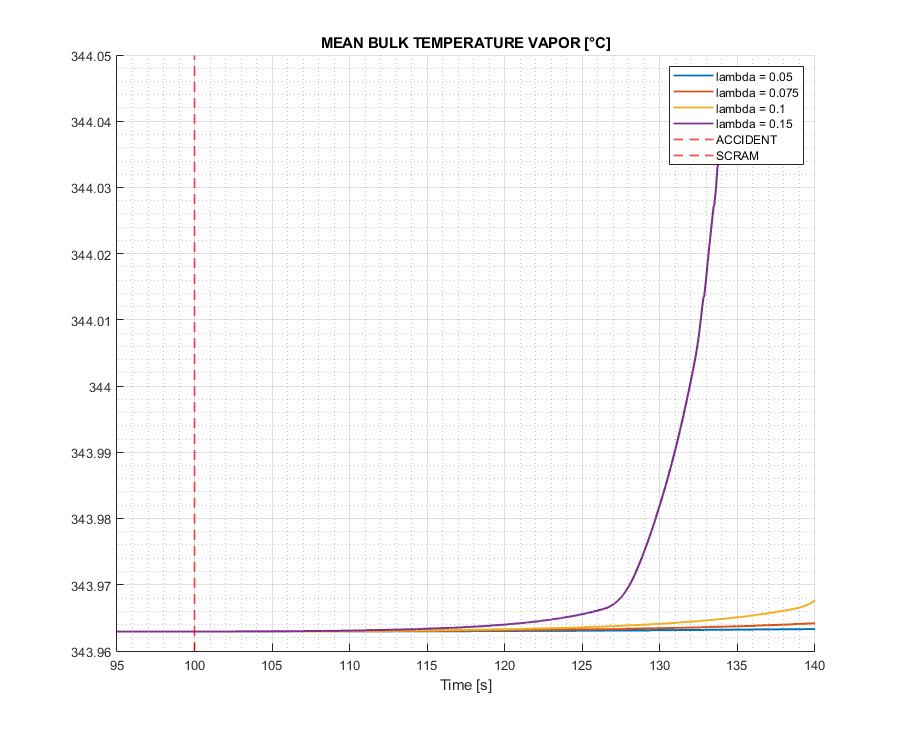 MEAN BULK TEMPERATURE VAPOR [°C]
344.05
344.04
344.03
344.02
344.01
344
343.99
343.98
343.97
343.96
lambda = 0.05
lambda = 0.075
lambda = 0.1
lambda = 0.15
ACCIDENT
SCRAM
95 100 105 110 115 120 125 130 135 140
Time [s]